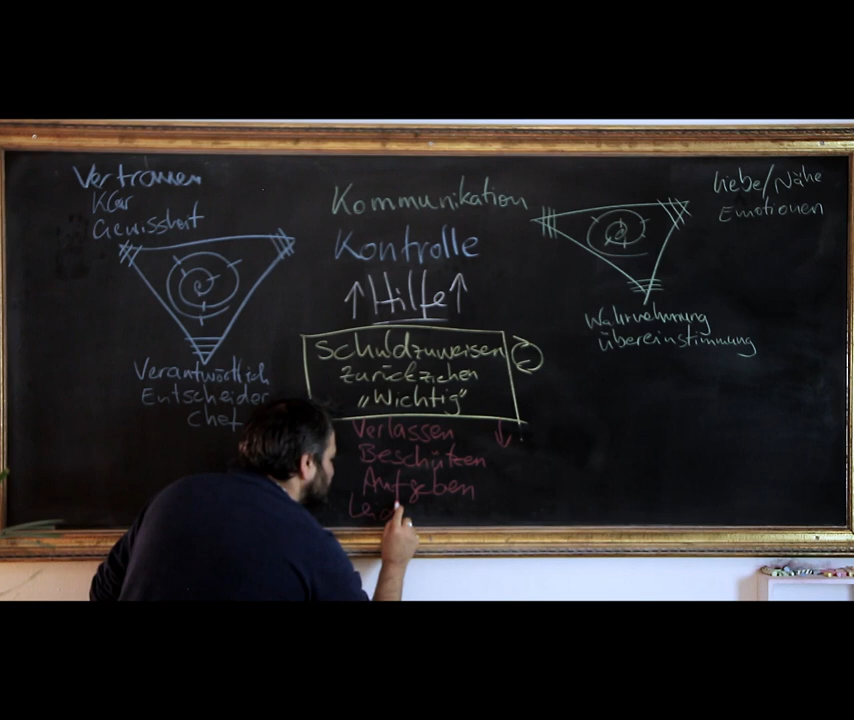 Vertrauen
Klar
Gewissheit
Verantwortlich
Entscheider
Chef
Kommunikation
Kontrolle
↑Hilfe↑
Schuldzuweisen
Zurückziehen
„Wichtig"
Verlassen
Beschützen
Aufgeben
Leid
Liebe/Nähe
Emotionen
Wahrnehmung
übereinstimmung